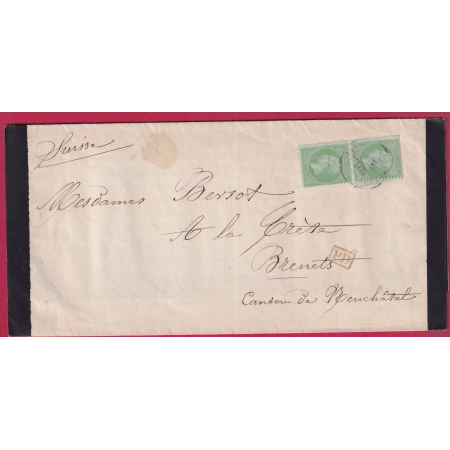 Suisse
Mesdames Bersot
A la Crête
Brenets
PD
Canton de Neuchâtel